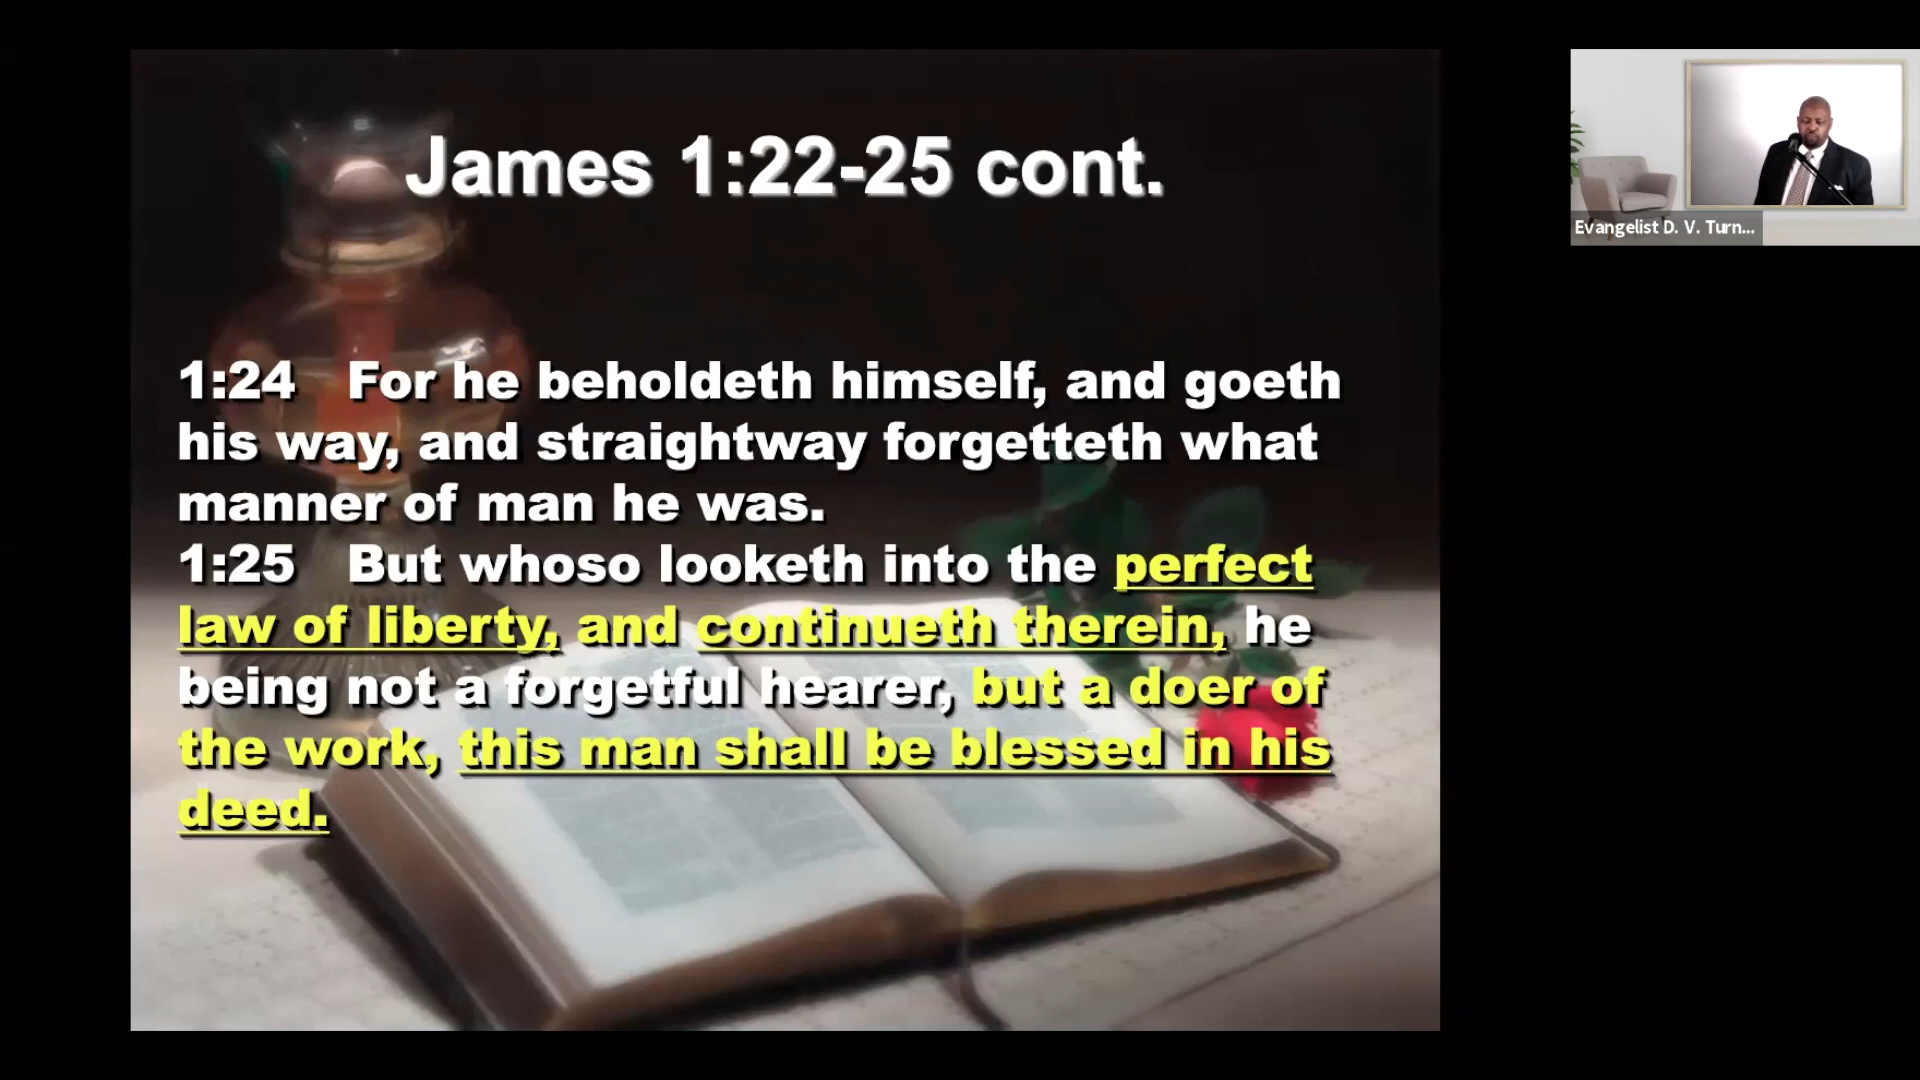 James 1:22-25 cont.
1:24 For he beholdeth himself, and goeth
his way, and straightway forgetteth what
manner of man he was.
1:25 But whoso looketh into the perfect
law of liberty, and continueth therein, he
being not a forgetful hearer, but a doer of
the work, this man shall be blessed in his
deed.
Evangelist D. V. Turn...